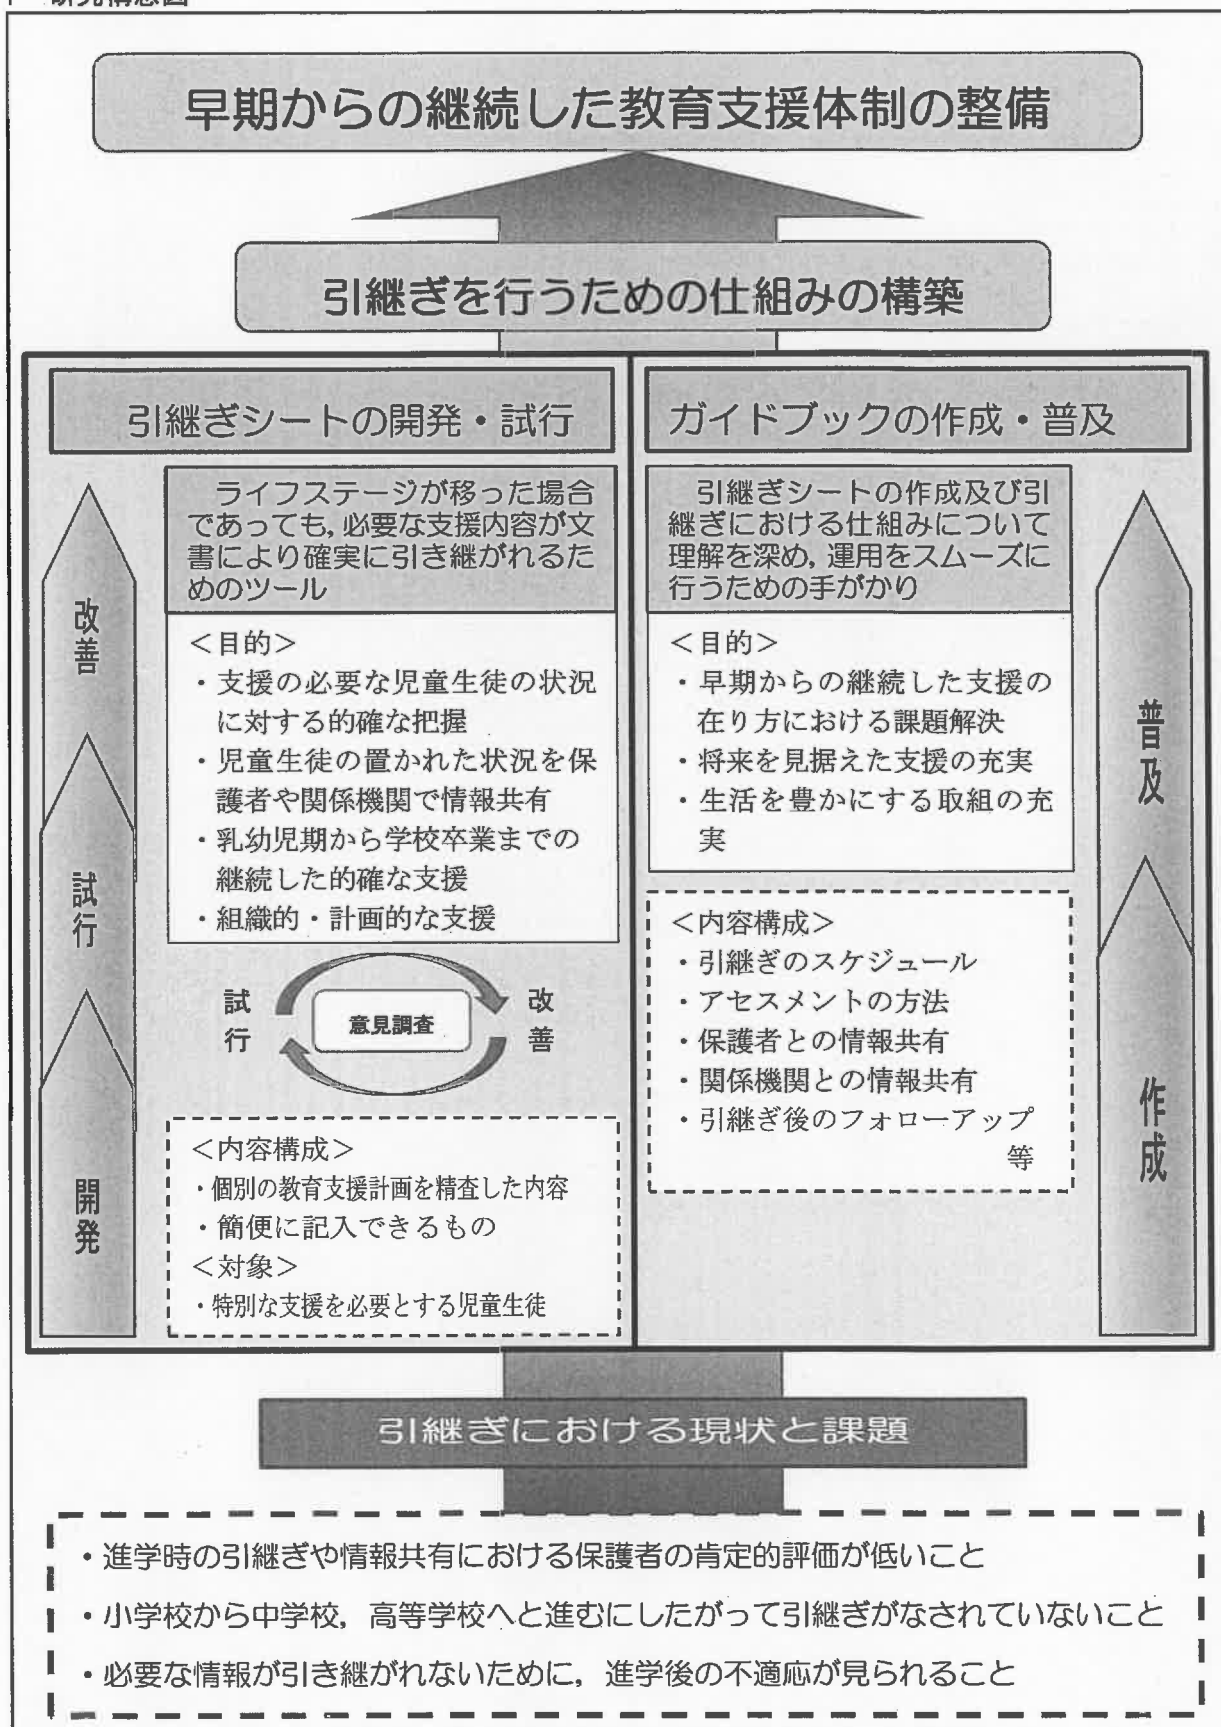 研究構想図
早期からの継続した教育支援体制の整備
引継ぎを行うための仕組みの構築
引継ぎシートの開発・試行
ライフステージが移った場合
であっても,必要な支援内容が文
書により確実に引き継がれるた
めのツール
<目的>
・支援の必要な児童生徒の状況
に対する的確な把握
・児童生徒の置かれた状況を保
護者や関係機関で情報共有
・乳幼児期から学校卒業までの
継続した的確な支援
・組織的・計画的な支援
試行
意見調査
改善
<内容構成>
・個別の教育支援計画を精査した内容
・簡便に記入できるもの
<対象>
・特別な支援を必要とする児童生徒
改善
試行
開発
ガイドブックの作成・普及
引継ぎシートの作成及び引
継ぎにおける仕組みについて
理解を深め,運用をスムーズに
行うための手がかり
<目的>
・早期からの継続した支援の
在り方における課題解決
・将来を見据えた支援の充実
・生活を豊かにする取組の充
実
<内容構成>
・引継ぎのスケジュール
・アセスメントの方法
・保護者との情報共有
・関係機関との情報共有
・引継ぎ後のフォローアップ
等
普及
作成
引継ぎにおける現状と課題
・進学時の引継ぎや情報共有における保護者の肯定的評価が低いこと
・小学校から中学校,高等学校へと進むにしたがって引継ぎがなされていないこと
・必要な情報が引き継がれないために,進学後の不適応が見られること